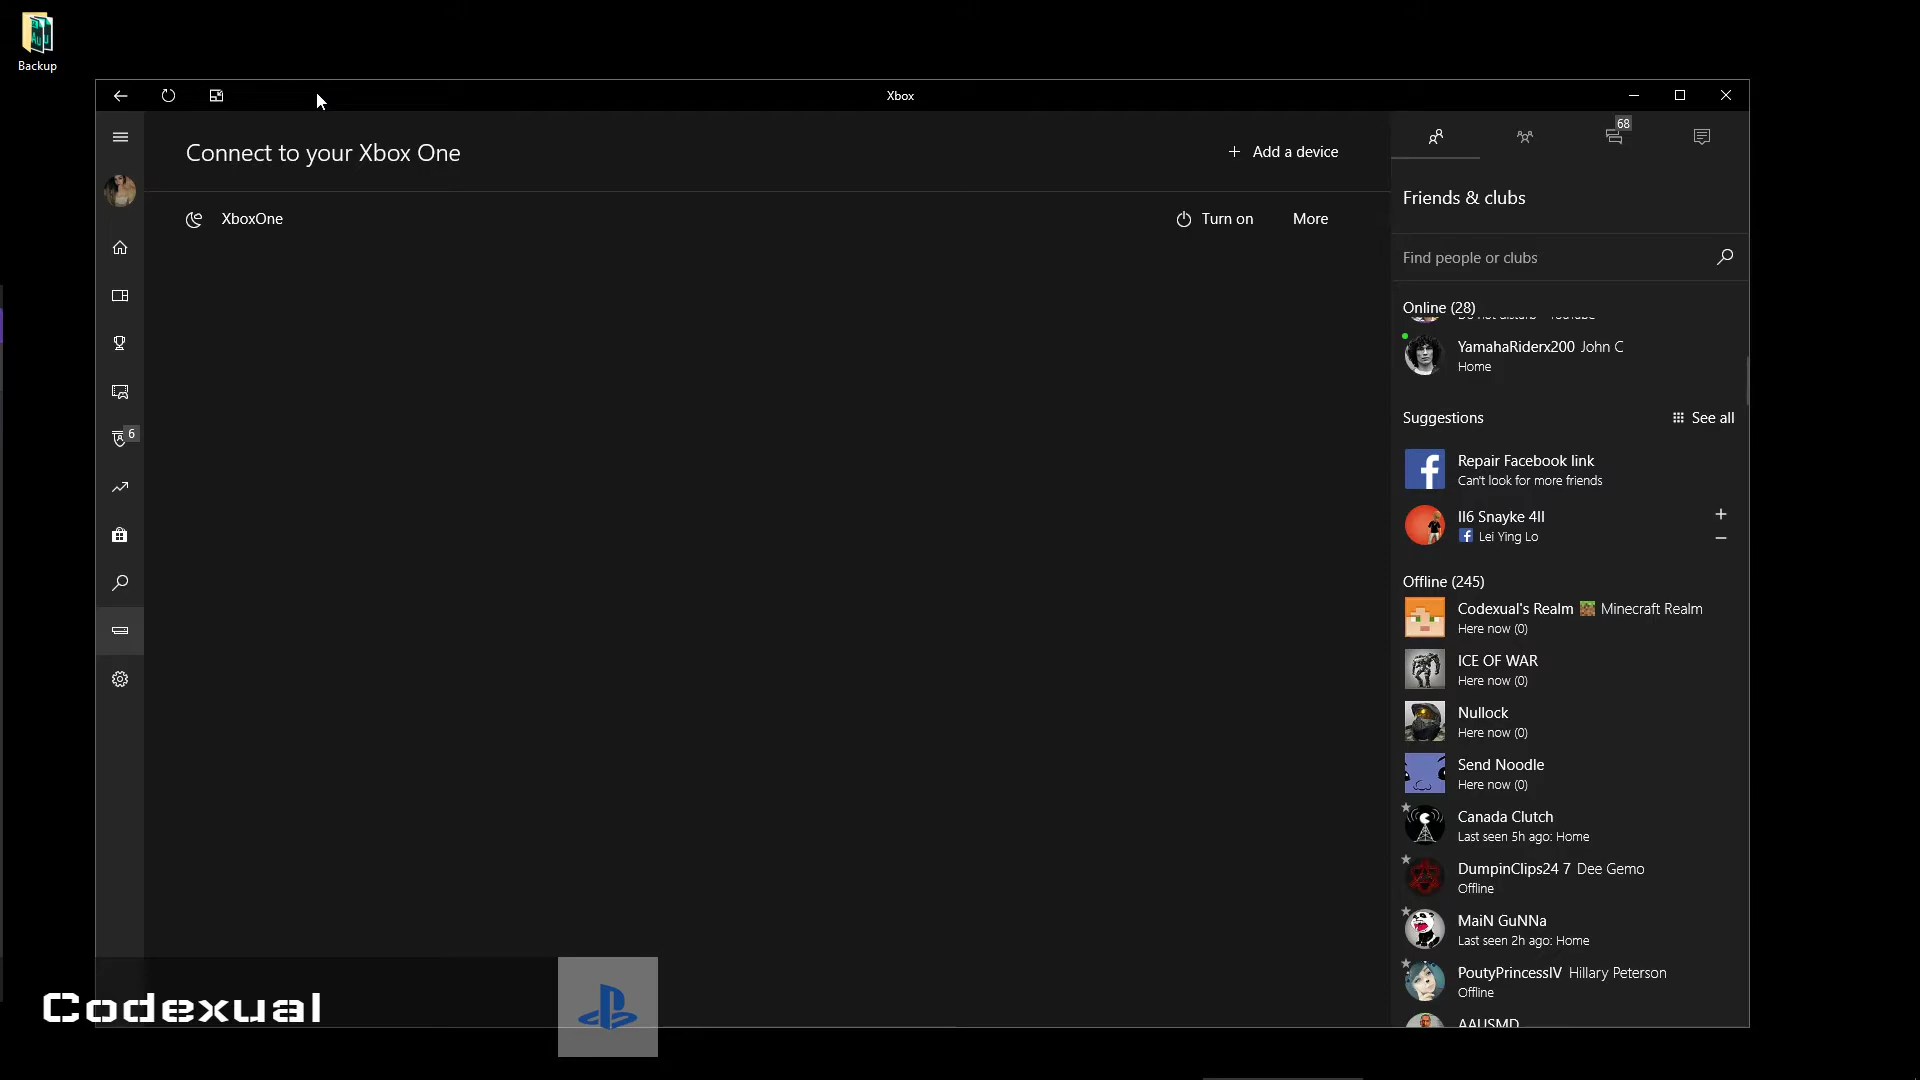 Backup
Xbox
Connect to your Xbox One
+ Add a device
XboxOne
Turn on
More
68
Friends & clubs
Find people or clubs
Online (28)
YamahaRiderx200 John C
Home
Suggestions
See all
Repair Facebook link
Can't look for more friends
II6 Snayke 4II
Lei Ying Lo
Offline (245)
Codexual's Realm Minecraft Realm
Here now (0)
ICE OF WAR
Here now (0)
Nullock
Here now (0)
Send Noodle
Here now (0)
Canada Clutch
Last seen 5h ago: Home
DumpinClips24 7 Dee Gemo
Offline
MaiN GuNNa
Last seen 2h ago: Home
PoutyPrincessIV Hillary Peterson
Offline
AAUSMD
6
Codexual